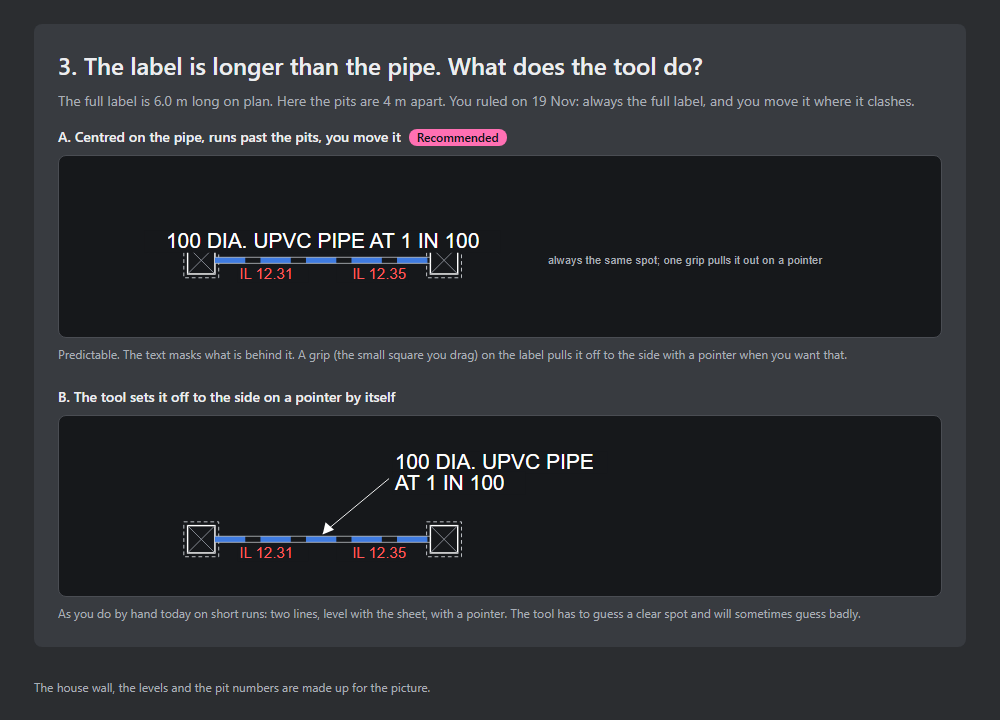 3. The label is longer than the pipe. What does the tool do?
The full label is 6.0 m long on plan. Here the pits are 4 m apart. You ruled on 19 Nov: always the full label, and you move it where it clashes.
A. Centred on the pipe, runs past the pits, you move it Recommended
100 DIA. UPVC PIPE AT 1 IN 100
always the same spot; one grip pulls it out on a pointer
IL 12.31 IL 12.35
Predictable. The text masks what is behind it. A grip (the small square you drag) on the label pulls it off to the side with a pointer when you want that.
B. The tool sets it off to the side on a pointer by itself
100 DIA. UPVC PIPE
AT 1 IN 100
IL 12.31 IL 12.35
As you do by hand today on short runs: two lines, level with the sheet, with a pointer. The tool has to guess a clear spot and will sometimes guess badly.
The house wall, the levels and the pit numbers are made up for the picture.